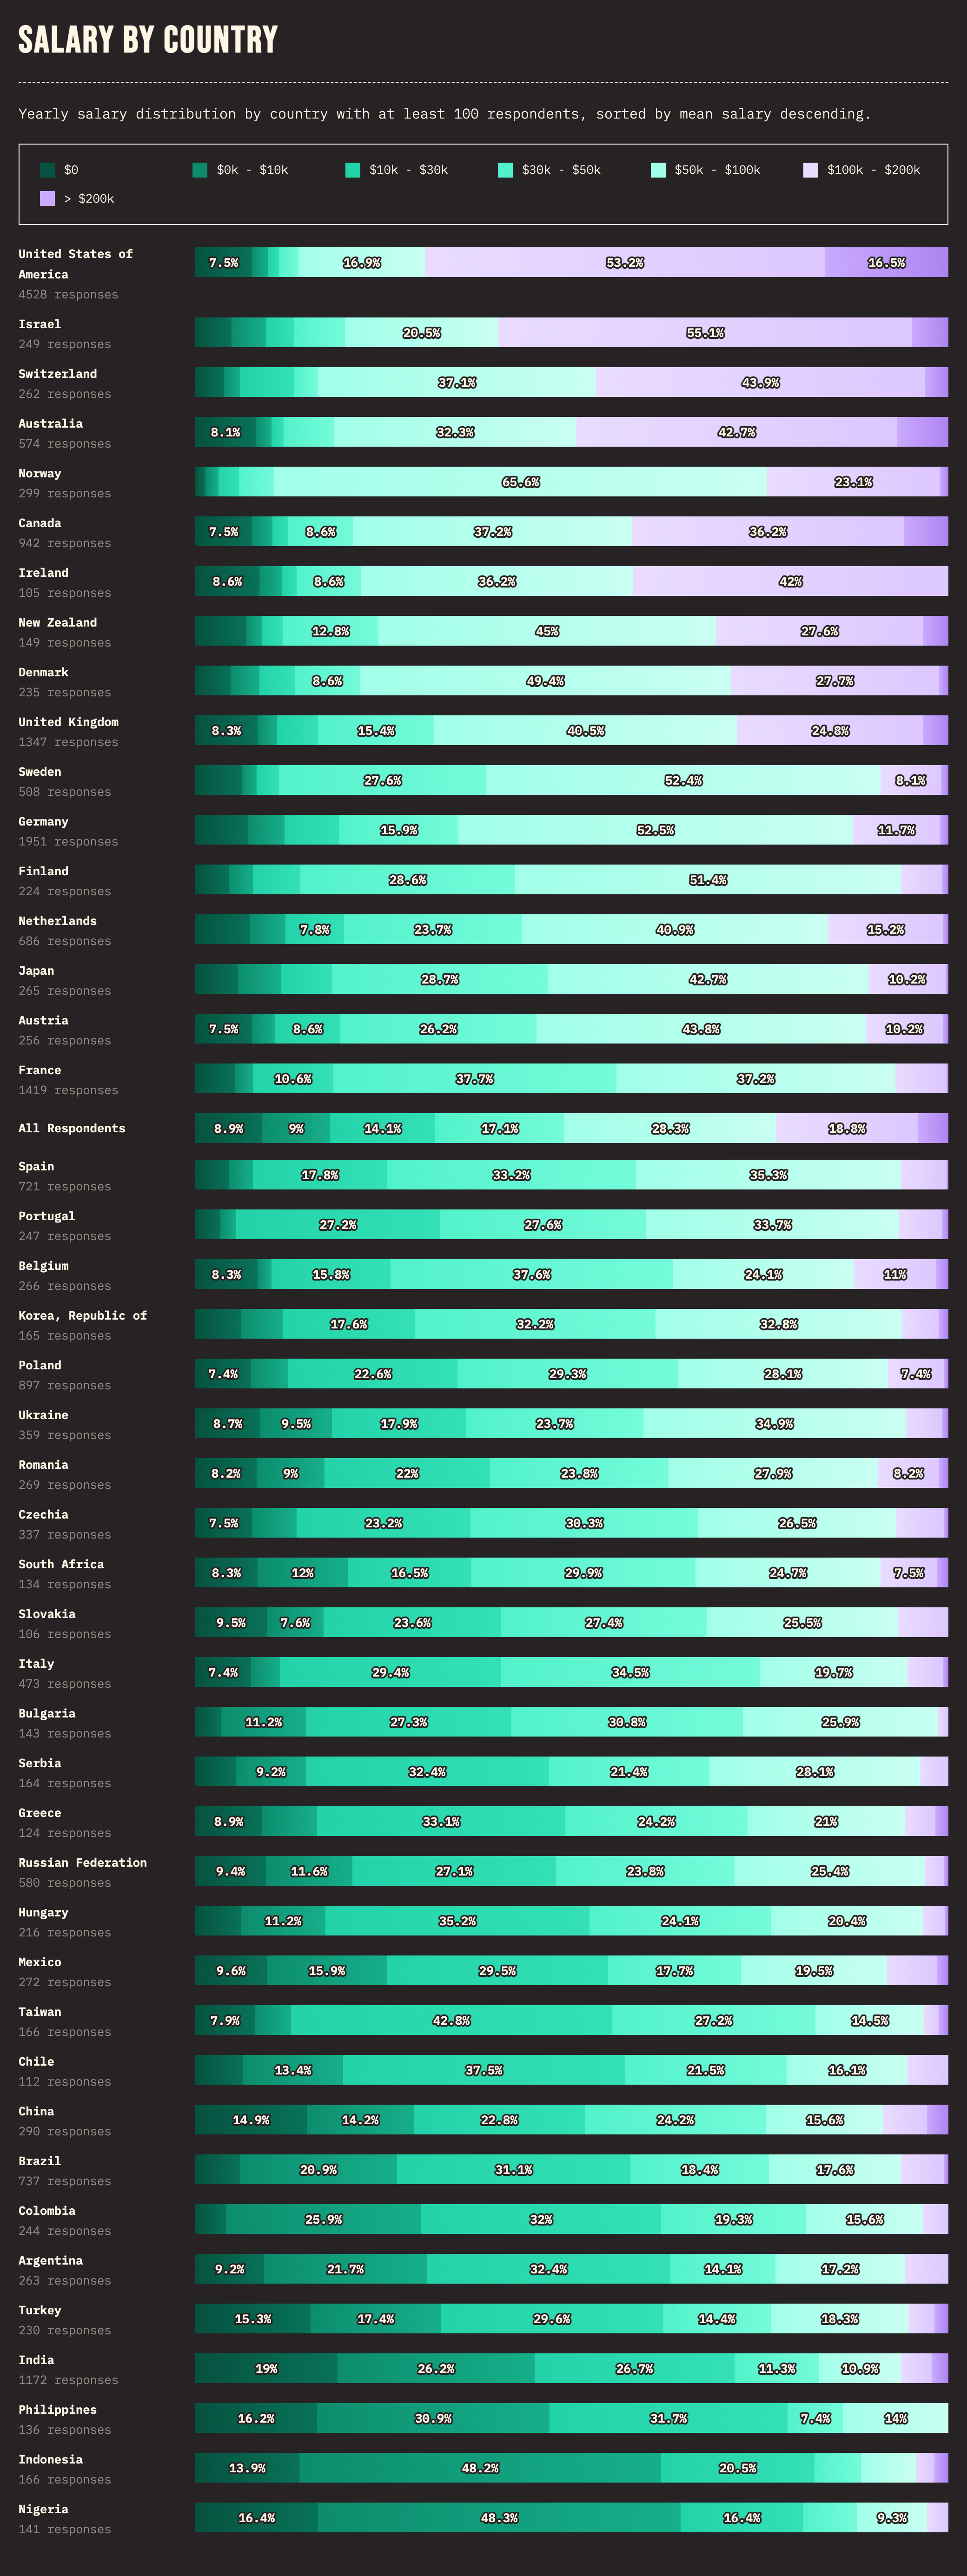 SALARY BY COUNTRY
Yearly salary distribution by country with at least 100 respondents, sorted by mean salary descending.
$0 $0k - $10k $10k - $30k $30k - $50k $50k - $100k $100k - $200k
> $200k
United States of
America
4528 responses
7.5% 16.9% 53.2% 16.5%
Israel
249 responses
20.5% 55.1%
Switzerland
262 responses
37.1% 43.9%
Australia
574 responses
8.1% 32.3% 42.7%
Norway
299 responses
65.6% 23.1%
Canada
942 responses
7.5% 8.6% 37.2% 36.2%
Ireland
105 responses
8.6% 8.6% 36.2% 42%
New Zealand
149 responses
12.8% 45% 27.6%
Denmark
235 responses
8.6% 49.4% 27.7%
United Kingdom
1347 responses
8.3% 15.4% 40.5% 24.8%
Sweden
508 responses
27.6% 52.4% 8.1%
Germany
1951 responses
15.9% 52.5% 11.7%
Finland
224 responses
28.6% 51.4%
Netherlands
686 responses
7.8% 23.7% 40.9% 15.2%
Japan
265 responses
28.7% 42.7% 10.2%
Austria
256 responses
7.5% 8.6% 26.2% 43.8% 10.2%
France
1419 responses
10.6% 37.7% 37.2%
All Respondents
8.9% 9% 14.1% 17.1% 28.3% 18.8%
Spain
721 responses
17.8% 33.2% 35.3%
Portugal
247 responses
27.2% 27.6% 33.7%
Belgium
266 responses
8.3% 15.8% 37.6% 24.1% 11%
Korea, Republic of
165 responses
17.6% 32.2% 32.8%
Poland
897 responses
7.4% 22.6% 29.3% 28.1% 7.4%
Ukraine
359 responses
8.7% 9.5% 17.9% 23.7% 34.9%
Romania
269 responses
8.2% 9% 22% 23.8% 27.9% 8.2%
Czechia
337 responses
7.5% 23.2% 30.3% 26.5%
South Africa
134 responses
8.3% 12% 16.5% 29.9% 24.7% 7.5%
Slovakia
106 responses
9.5% 7.6% 23.6% 27.4% 25.5%
Italy
473 responses
7.4% 29.4% 34.5% 19.7%
Bulgaria
143 responses
11.2% 27.3% 30.8% 25.9%
Serbia
164 responses
9.2% 32.4% 21.4% 28.1%
Greece
124 responses
8.9% 33.1% 24.2% 21%
Russian Federation
580 responses
9.4% 11.6% 27.1% 23.8% 25.4%
Hungary
216 responses
11.2% 35.2% 24.1% 20.4%
Mexico
272 responses
9.6% 15.9% 29.5% 17.7% 19.5%
Taiwan
166 responses
7.9% 42.8% 27.2% 14.5%
Chile
112 responses
13.4% 37.5% 21.5% 16.1%
China
290 responses
14.9% 14.2% 22.8% 24.2% 15.6%
Brazil
737 responses
20.9% 31.1% 18.4% 17.6%
Colombia
244 responses
25.9% 32% 19.3% 15.6%
Argentina
263 responses
9.2% 21.7% 32.4% 14.1% 17.2%
Turkey
230 responses
15.3% 17.4% 29.6% 14.4% 18.3%
India
1172 responses
19% 26.2% 26.7% 11.3% 10.9%
Philippines
136 responses
16.2% 30.9% 31.7% 7.4% 14%
Indonesia
166 responses
13.9% 48.2% 20.5%
Nigeria
141 responses
16.4% 48.3% 16.4% 9.3%